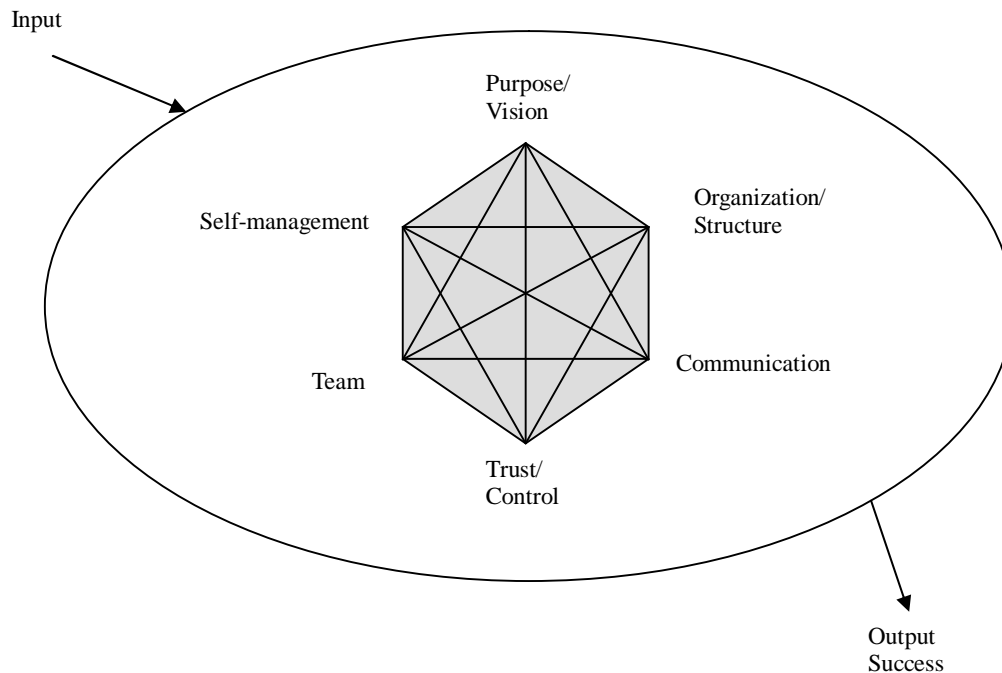 Input
Purpose/
Vision
Organization/
Structure
Self-management
Communication
Team
Trust/
Control
Output
Success